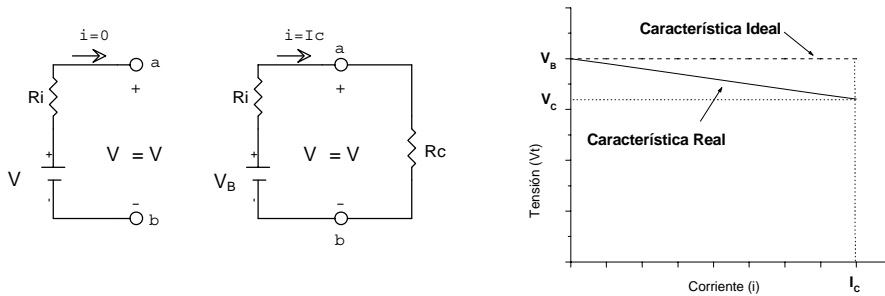 i=0
a
+
Ri
+
V = V
V
-
-
b
i=Ic
a
+
Ri
+
V = V
Rc
V_B
-
-
b
Característica Ideal
V_B
V_C
Característica Real
Tensión (Vt)
Corriente (i)
I_C